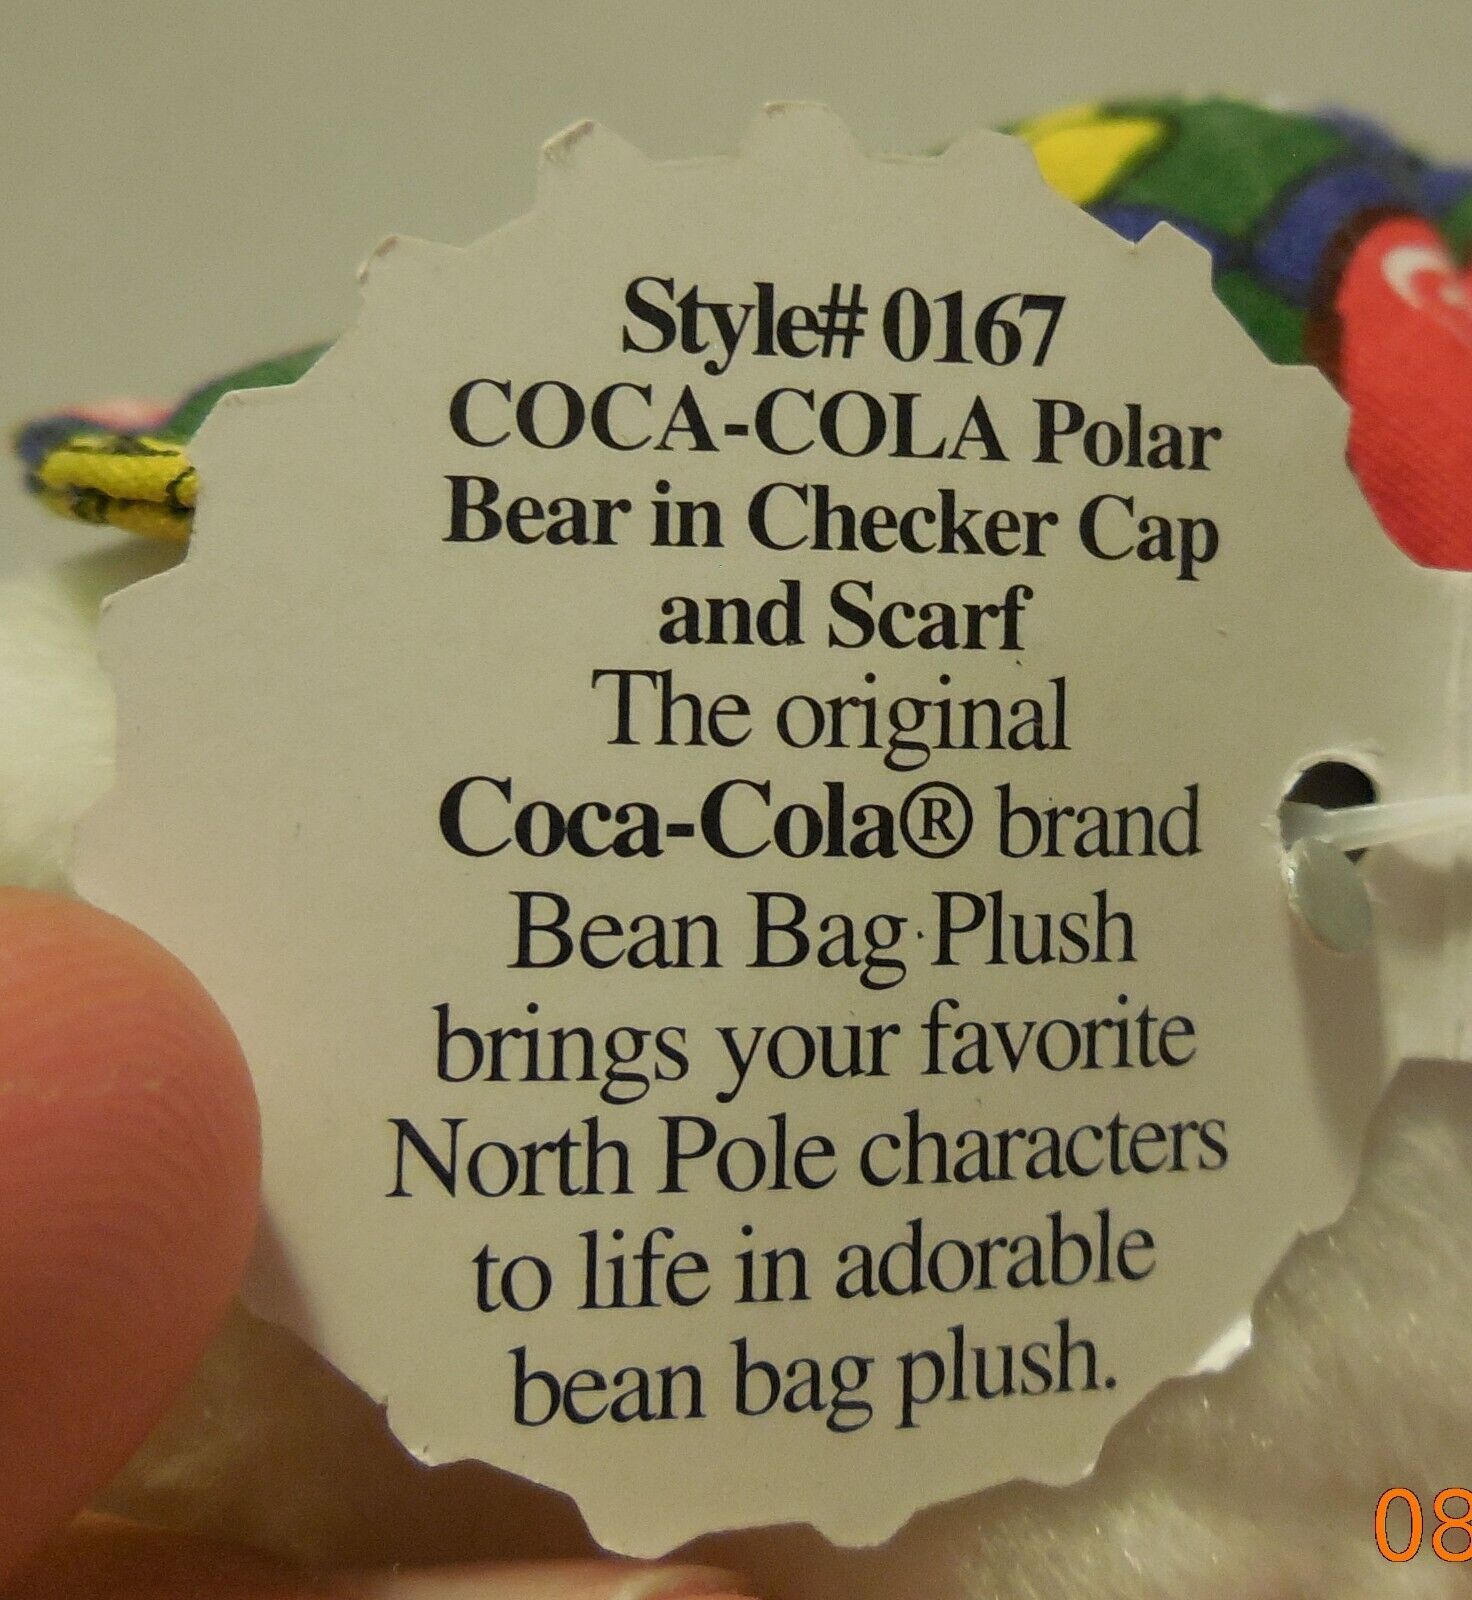 Style# 0167
COCA-COLA Polar
Bear in Checker Cap
and Scarf
The original
Coca-Cola® brand
Bean Bag Plush
brings your favorite
North Pole characters
to life in adorable
bean bag plush.
08